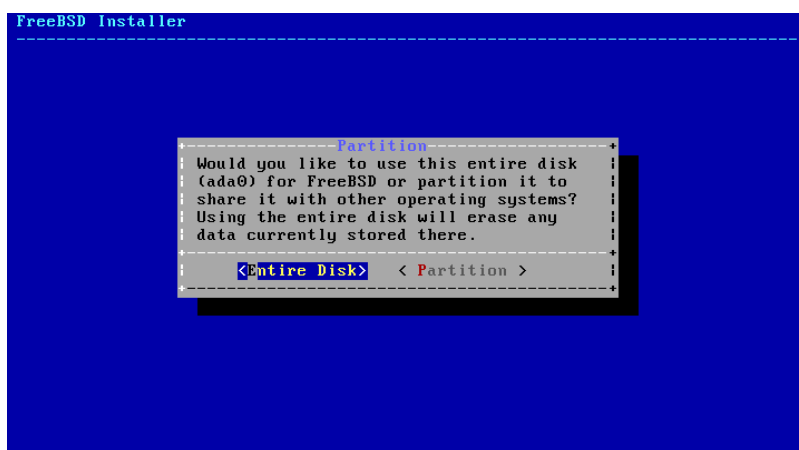 FreeBSD Installer
Partition
Would you like to use this entire disk
(ada0) for FreeBSD or partition it to
share it with other operating systems?
Using the entire disk will erase any
data currently stored there.
<Entire Disk> < Partition >